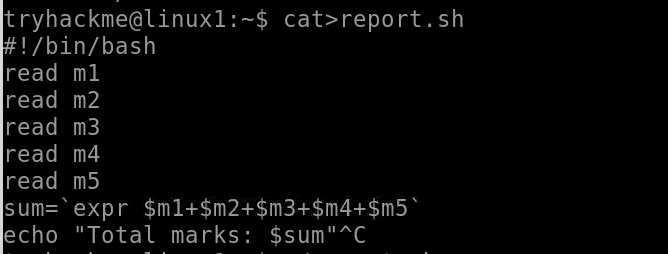 tryhackme@linux1:~$ cat>report.sh
#!/bin/bash
read m1
read m2
read m3
read m4
read m5
sum=`expr $m1+$m2+$m3+$m4+$m5`
echo "Total marks: $sum"^C